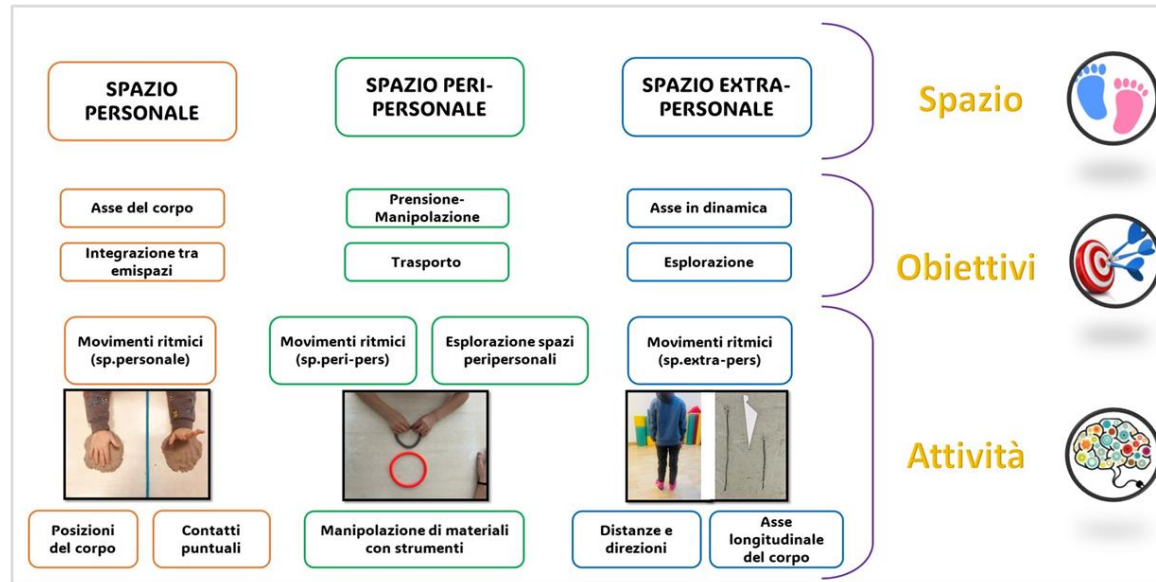 SPAZIO
PERSONALE
SPAZIO PERI-
PERSONALE
SPAZIO EXTRA-
PERSONALE
Spazio
Asse del corpo
Prensione-
Manipolazione
Asse in dinamica
Integrazione tra
emispazi
Trasporto
Esplorazione
Obiettivi
Movimenti ritmici
(sp.personale)
Movimenti ritmici
(sp.peri-pers)
Esplorazione spazi
peripersonali
Movimenti ritmici
(sp.extra-pers)
Attività
Posizioni
del corpo
Contatti
puntuali
Manipolazione di materiali
con strumenti
Distanze e
direzioni
Asse
longitudinale
del corpo